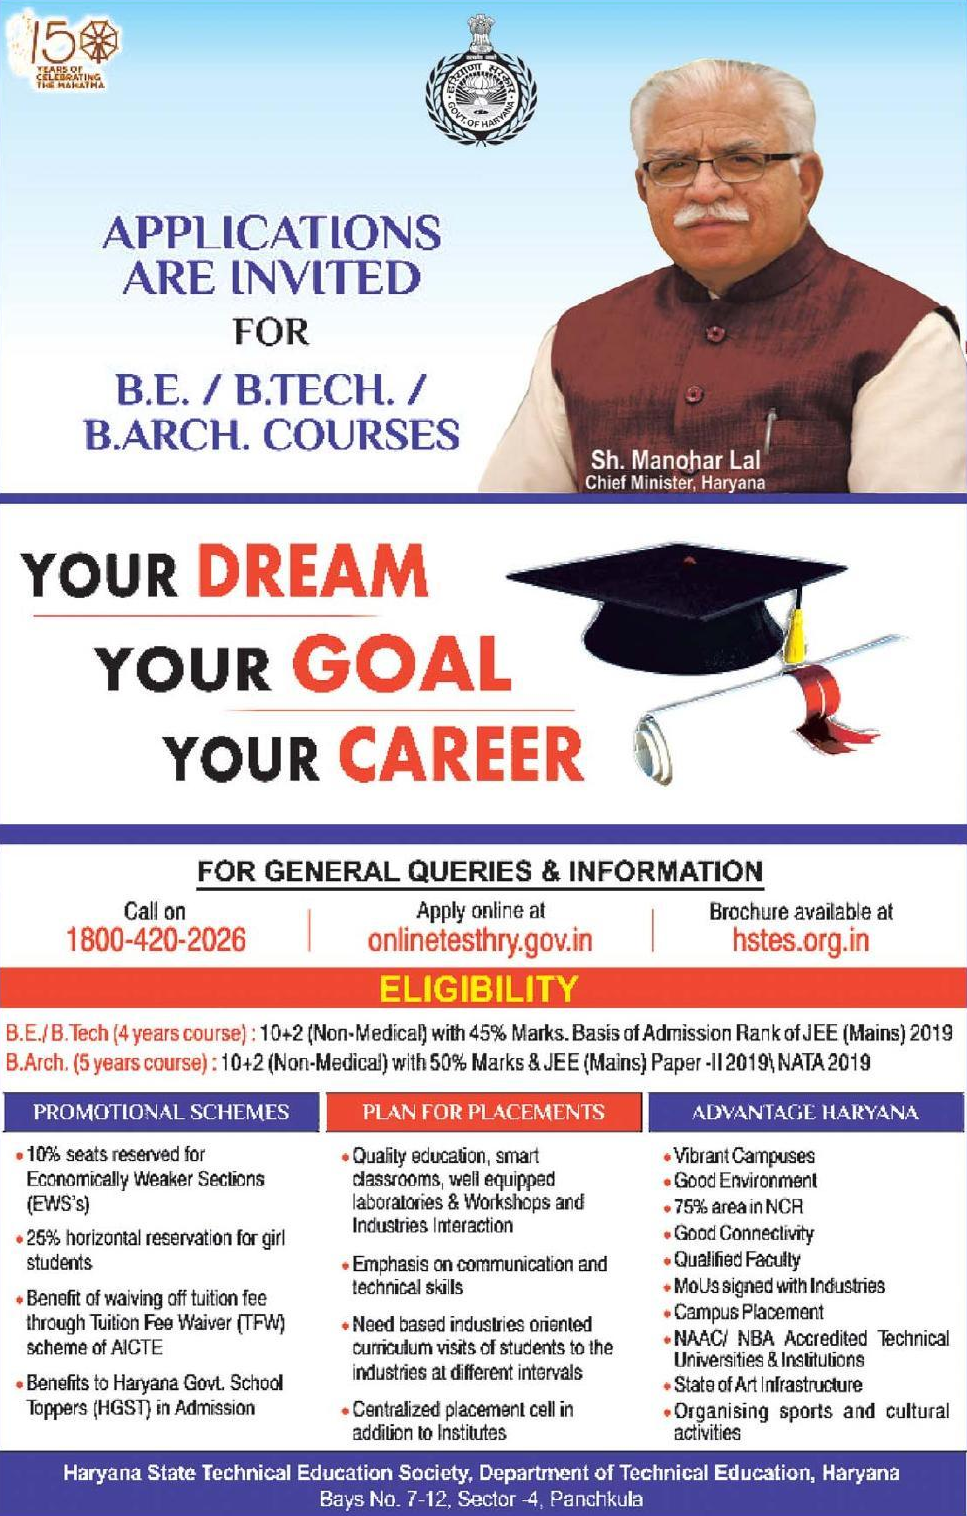 150
YEARS OF
CELEBRATING
THE MAHATMA
हरियाणा सरकार
GOVT. OF HARYANA
APPLICATIONS
ARE INVITED
FOR
B.E. / B.TECH. /
B.ARCH. COURSES
Sh. Manohar Lal
Chief Minister, Haryana
YOUR DREAM
YOUR GOAL
YOUR CAREER
FOR GENERAL QUERIES & INFORMATION
Call on
1800-420-2026
Apply online at
onlinetesthry.gov.in
Brochure available at
hstes.org.in
ELIGIBILITY
B.E./ B.Tech (4 years course) : 10+2 (Non-Medical) with 45% Marks. Basis of Admission Rank of JEE (Mains) 2019
B.Arch. (5 years course) : 10+2 (Non-Medical) with 50% Marks & JEE (Mains) Paper -II 2019\ NATA 2019
PROMOTIONAL SCHEMES
• 10% seats reserved for
Economically Weaker Sections
(EWS's)
• 25% horizontal reservation for girl
students
• Benefit of waiving off tuition fee
through Tuition Fee Waiver (TFW)
scheme of AICTE
• Benefits to Haryana Govt. School
Toppers (HGST) in Admission
PLAN FOR PLACEMENTS
• Quality education, smart
classrooms, well equipped
laboratories & Workshops and
Industries Interaction
• Emphasis on communication and
technical skills
• Need based industries oriented
curriculum visits of students to the
industries at different intervals
• Centralized placement cell in
addition to Institutes
ADVANTAGE HARYANA
• Vibrant Campuses
• Good Environment
• 75% area in NCR
• Good Connectivity
• Qualified Faculty
• MoUs signed with Industries
• Campus Placement
• NAAC/ NBA Accredited Technical
Universities & Institutions
• State of Art Infrastructure
• Organising sports and cultural
activities
Haryana State Technical Education Society, Department of Technical Education, Haryana
Bays No. 7-12, Sector -4, Panchkula